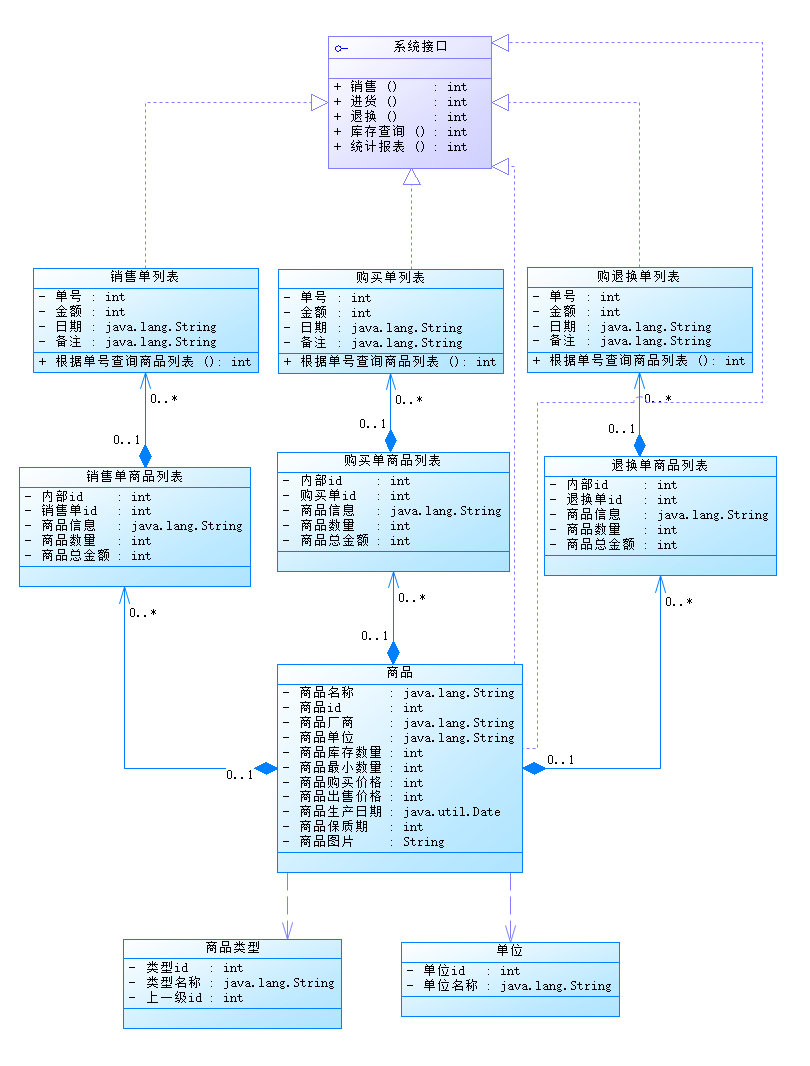 系统接口
+ 销售 () : int
+ 进货 () : int
+ 退换 () : int
+ 库存查询 () : int
+ 统计报表 () : int
销售单列表
- 单号 : int
- 金额 : int
- 日期 : java.lang.String
- 备注 : java.lang.String
+ 根据单号查询商品列表 () : int
购买单列表
- 单号 : int
- 金额 : int
- 日期 : java.lang.String
- 备注 : java.lang.String
+ 根据单号查询商品列表 () : int
购退换单列表
- 单号 : int
- 金额 : int
- 日期 : java.lang.String
- 备注 : java.lang.String
+ 根据单号查询商品列表 () : int
0..*
0..*
0..*
0..1
0..1
0..1
销售单商品列表
- 内部id : int
- 销售单id : int
- 商品信息 : java.lang.String
- 商品数量 : int
- 商品总金额 : int
购买单商品列表
- 内部id : int
- 购买单id : int
- 商品信息 : java.lang.String
- 商品数量 : int
- 商品总金额 : int
退换单商品列表
- 内部id : int
- 退换单id : int
- 商品信息 : java.lang.String
- 商品数量 : int
- 商品总金额 : int
0..*
0..*
0..*
0..1
0..1
0..1
商品
- 商品名称 : java.lang.String
- 商品id : int
- 商品厂商 : java.lang.String
- 商品单位 : java.lang.String
- 商品库存数量 : int
- 商品最小数量 : int
- 商品购买价格 : int
- 商品出售价格 : int
- 商品生产日期 : java.util.Date
- 商品保质期 : int
- 商品图片 : String
商品类型
- 类型id : int
- 类型名称 : java.lang.String
- 上一级id : int
单位
- 单位id : int
- 单位名称 : java.lang.String